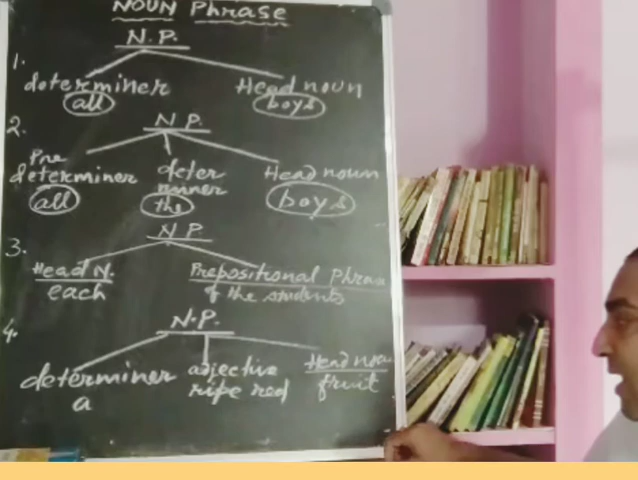 NOUN Phrase
N.P.
1.
determiner Head noun
all boys
2. N.P.
Pre determiner deter minner Head noun
all the boys
3. N.P.
Head N. Prepositional Phrase
each of the students
4. N.P.
determiner adjective Head noun
a ripe red fruit